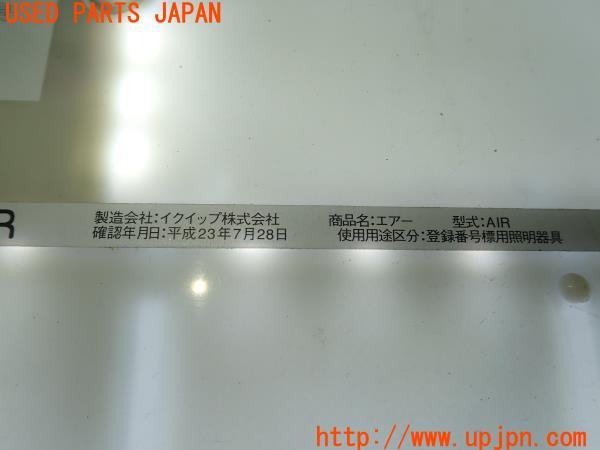 USED PARTS JAPAN
R
製造会社:イクイップ株式会社 商品名:エアー 型式:AIR
確認年月日:平成23年7月28日 使用用途区分:登録番号標用照明器具
http://www.upjpn.com/